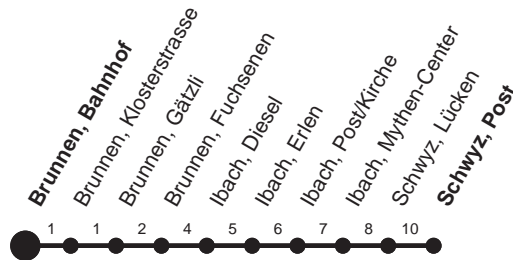 Brunnen, Bahnhof
Brunnen, Klosterstrasse
Brunnen, Gätzli
Brunnen, Fuchsenen
Ibach, Diesel
Ibach, Erlen
Ibach, Post/Kirche
Ibach, Mythen-Center
Schwyz, Lücken
Schwyz, Post
1 1 2 4 5 6 7 8 10